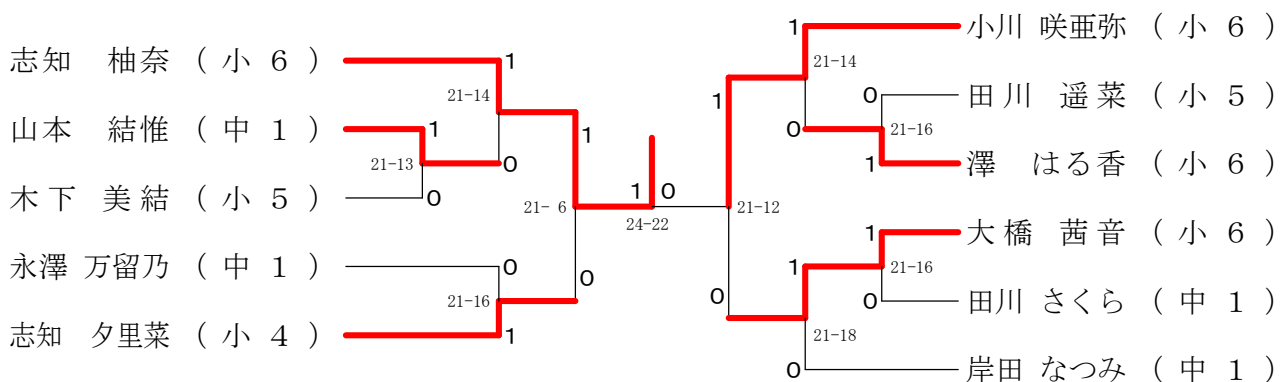 志知　柚奈 （ 小 6 ）
1
21-14
山本　結惟 （ 中 1 ）
1
21-13
0
木下　美結 （ 小 5 ）
0
1
21- 6
永澤 万留乃 （ 中 1 ）
0
21-16
0
志知　夕里菜 （ 小 4 ）
1
1 0
24-22
1 小川 咲亜弥 （ 小 6 ）
21-14
1
0 田川 遥菜 （ 小 5 ）
0 21-16
1 澤　はる香 （ 小 6 ）
21-12
1 大橋 茜音 （ 小 6 ）
1 21-16
0
0 田川 さくら （ 中 1 ）
21-18
0 岸田 なつみ （ 中 1 ）